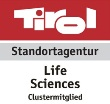 Tirol
Standortagentur
Life
Sciences
Clustermitglied